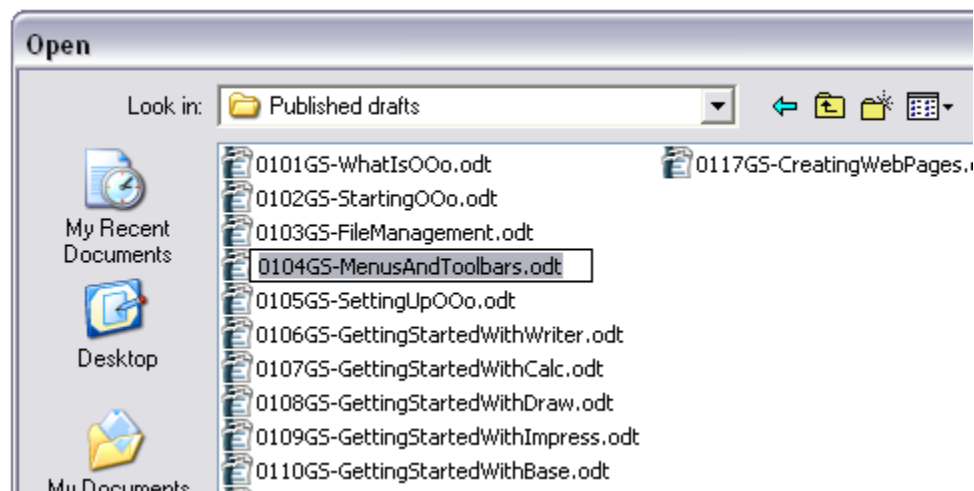 Open
Look in: Published drafts
My Recent
Documents
Desktop
My Documents
0101GS-WhatIsOOo.odt
0102GS-StartingOOo.odt
0103GS-FileManagement.odt
0104GS-MenusAndToolbars.odt
0105GS-SettingUpOOo.odt
0106GS-GettingStartedWithWriter.odt
0107GS-GettingStartedWithCalc.odt
0108GS-GettingStartedWithDraw.odt
0109GS-GettingStartedWithImpress.odt
0110GS-GettingStartedWithBase.odt
0117GS-CreatingWebPages.